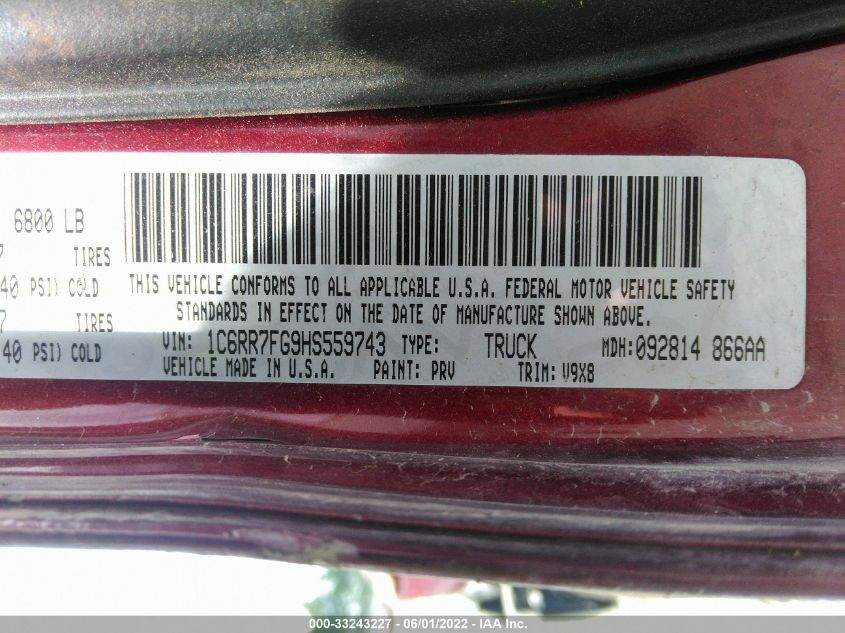 6800 LB
7 TIRES
40 PSI) COLD
7 TIRES
40 PSI) COLD
THIS VEHICLE CONFORMS TO ALL APPLICABLE U.S.A. FEDERAL MOTOR VEHICLE SAFETY
STANDARDS IN EFFECT ON THE DATE OF MANUFACTURE SHOWN ABOVE.
VIN: 1C6RR7FG9HS559743 TYPE: TRUCK MDH:092814 866AA
VEHICLE MADE IN U.S.A. PAINT: PRV TRIM: V9X8
000-33243227 - 06/01/2022 - IAA Inc.